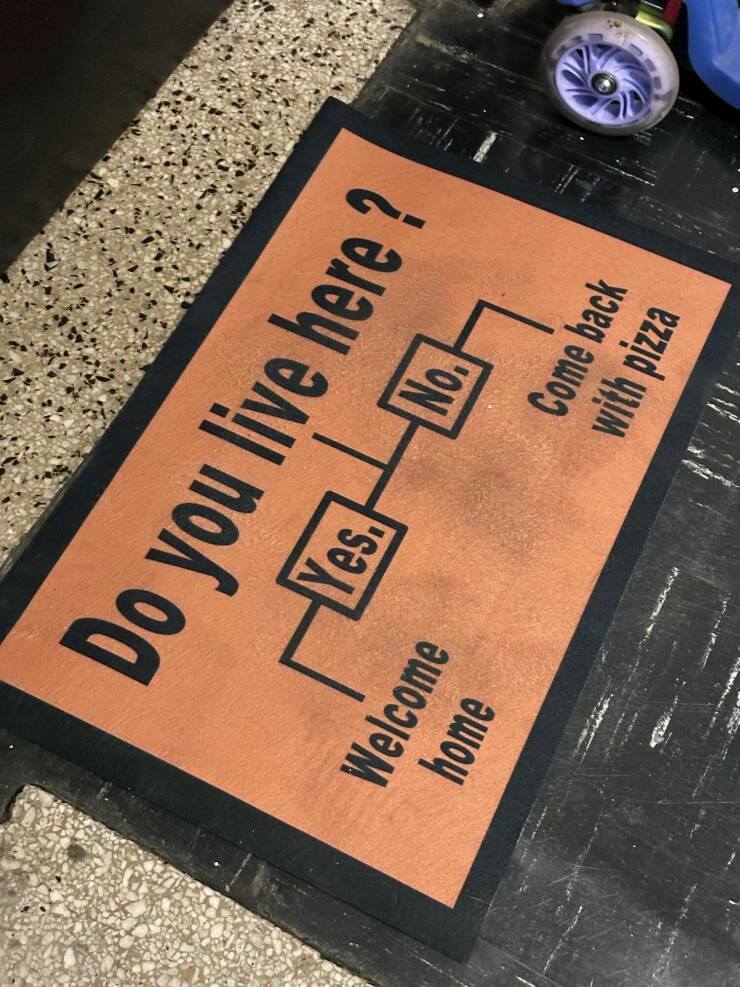 Do you live here ?
Yes.
No.
Welcome
home
Come back
with pizza